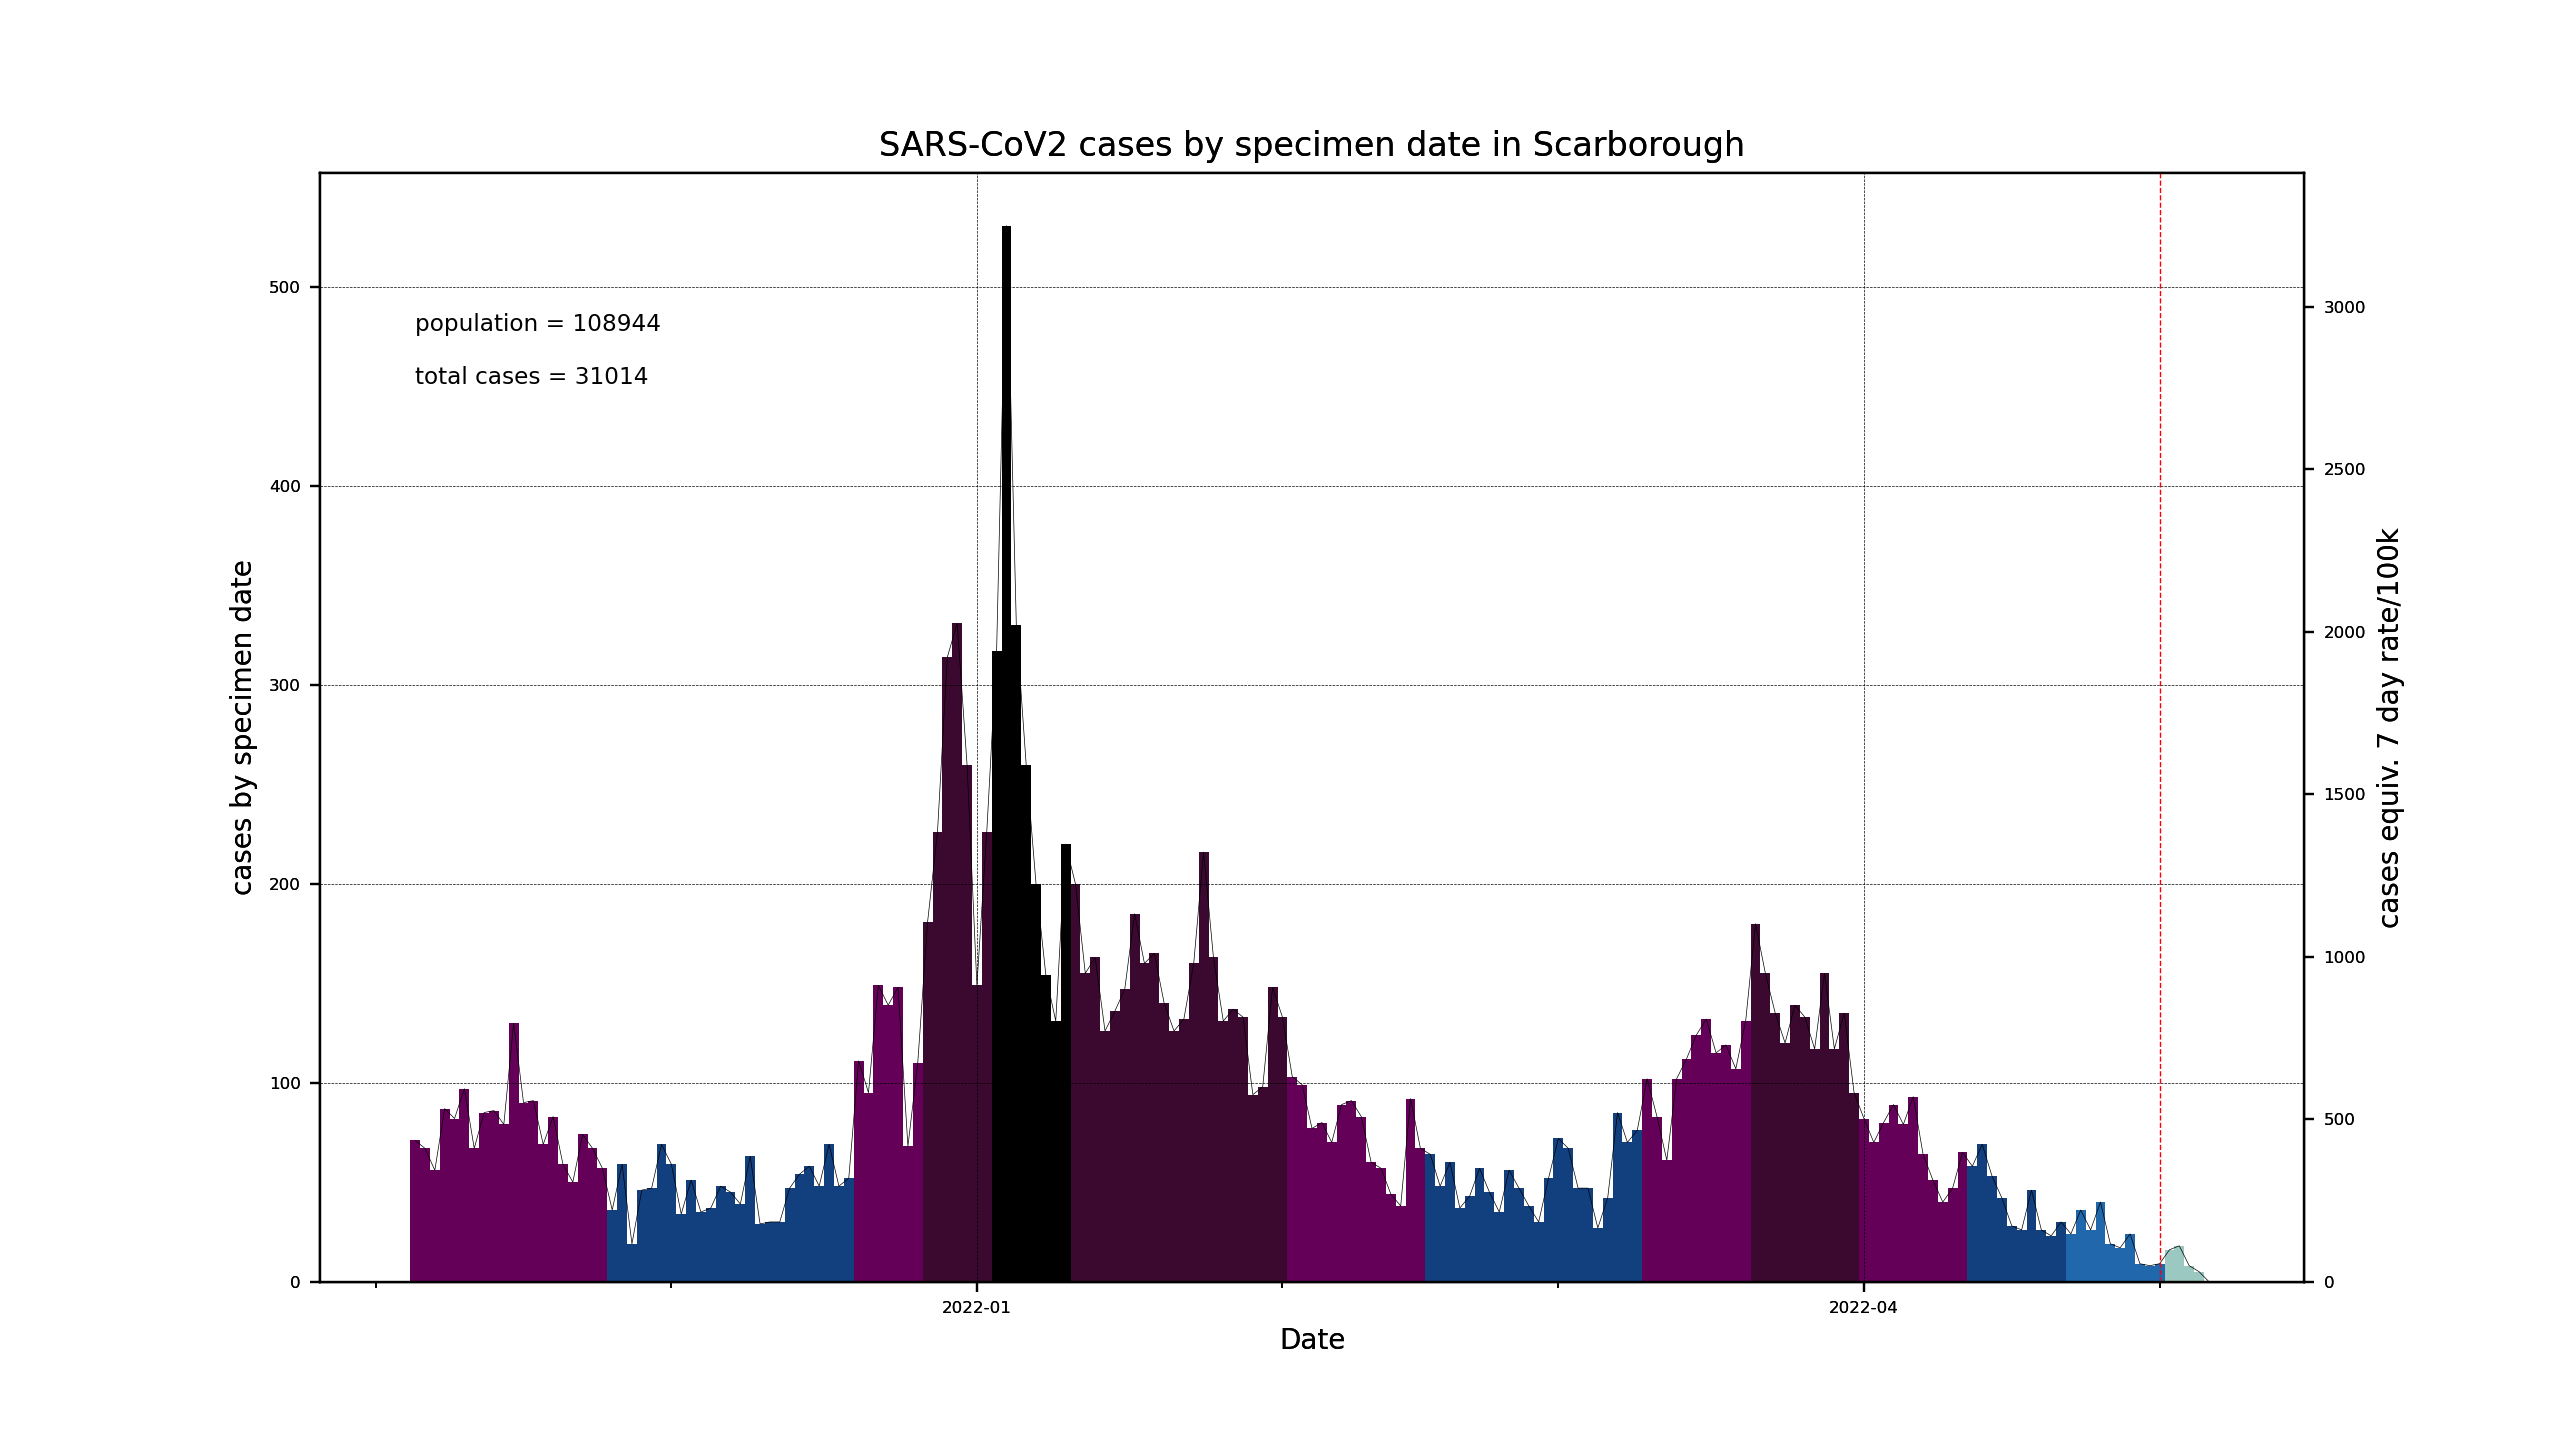 SARS-CoV2 cases by specimen date in Scarborough
population = 108944
total cases = 31014
cases by specimen date
500
400
300
200
100
0
cases equiv. 7 day rate/100k
3000
2500
2000
1500
1000
500
0
2022-01
2022-04
Date